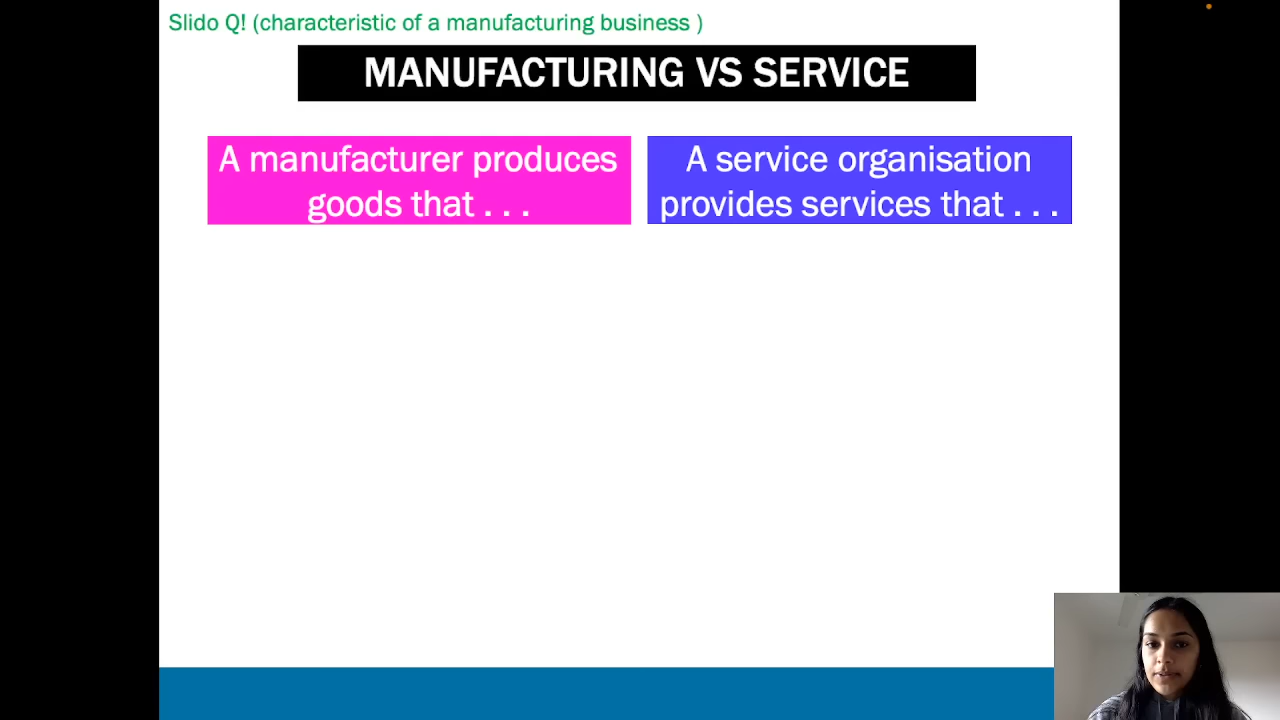 Slido Q! (characteristic of a manufacturing business )
MANUFACTURING VS SERVICE
A manufacturer produces
goods that . . .
A service organisation
provides services that . . .